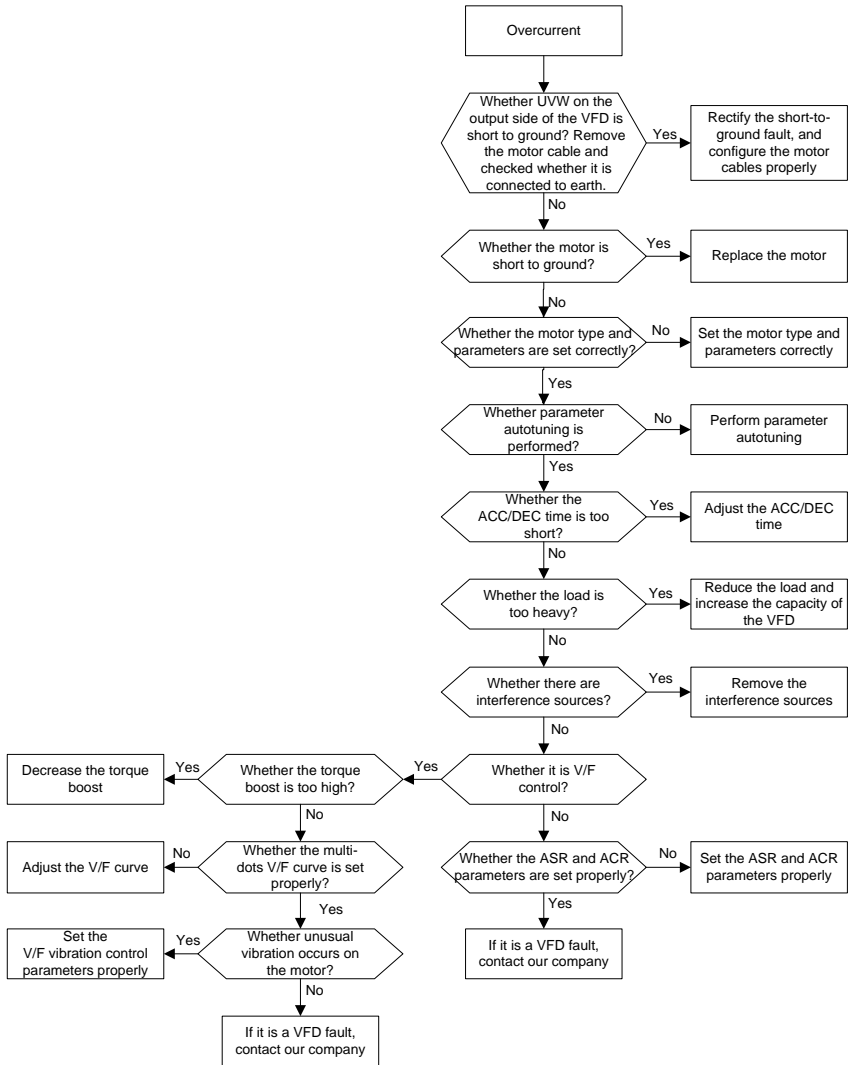 Overcurrent
Whether UVW on the
output side of the VFD is
short to ground? Remove
the motor cable and
checked whether it is
connected to earth.
Yes
Rectify the short-to-
ground fault, and
configure the motor
cables properly
No
Whether the motor is
short to ground?
Yes
Replace the motor
No
Whether the motor type and
parameters are set correctly?
No
Set the motor type and
parameters correctly
Yes
Whether parameter
autotuning is
performed?
No
Perform parameter
autotuning
Yes
Whether the
ACC/DEC time is too
short?
Yes
Adjust the ACC/DEC
time
No
Whether the load is
too heavy?
Yes
Reduce the load and
increase the capacity of
the VFD
No
Whether there are
interference sources?
Yes
Remove the
interference sources
No
Whether it is V/F
control?
Yes
Whether the torque
boost is too high?
Yes
Decrease the torque
boost
No
Whether the multi-
dots V/F curve is set
properly?
No
Adjust the V/F curve
Yes
Whether unusual
vibration occurs on
the motor?
Yes
Set the
V/F vibration control
parameters properly
No
If it is a VFD fault,
contact our company
No
Whether the ASR and ACR
parameters are set properly?
No
Set the ASR and ACR
parameters properly
Yes
If it is a VFD fault,
contact our company